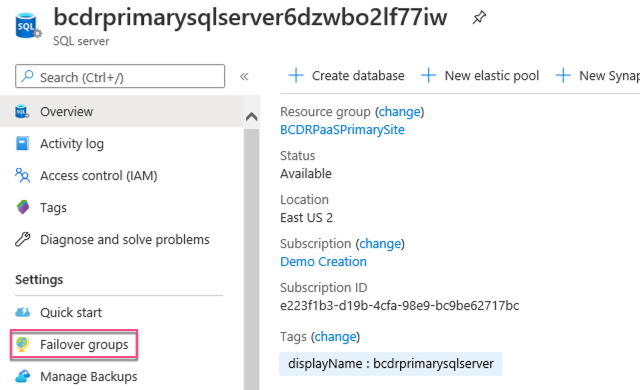 bcdrprimarysqlserver6dzwbo2lf77iw
SQL server
Search (Ctrl+/)
«
Overview
Activity log
Access control (IAM)
Tags
Diagnose and solve problems
Settings
Quick start
Failover groups
Manage Backups
+ Create database + New elastic pool + New Synap
Resource group (change)
BCDRPaaSPrimarySite
Status
Available
Location
East US 2
Subscription (change)
Demo Creation
Subscription ID
e223f1b3-d19b-4cfa-98e9-bc9be62717bc
Tags (change)
displayName : bcdrprimarysqlserver